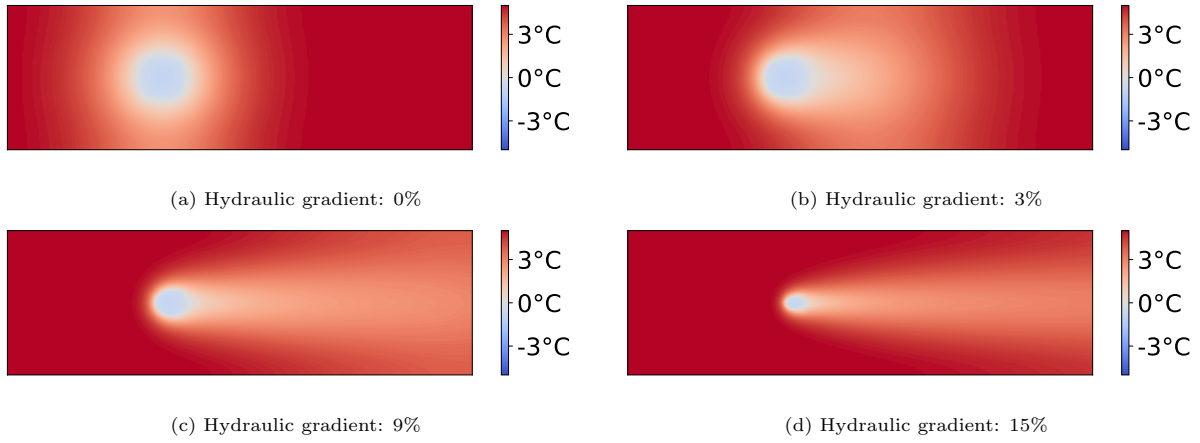 3°C
0°C
-3°C
3°C
0°C
-3°C
(a) Hydraulic gradient: 0%
(b) Hydraulic gradient: 3%
3°C
0°C
-3°C
3°C
0°C
-3°C
(c) Hydraulic gradient: 9%
(d) Hydraulic gradient: 15%